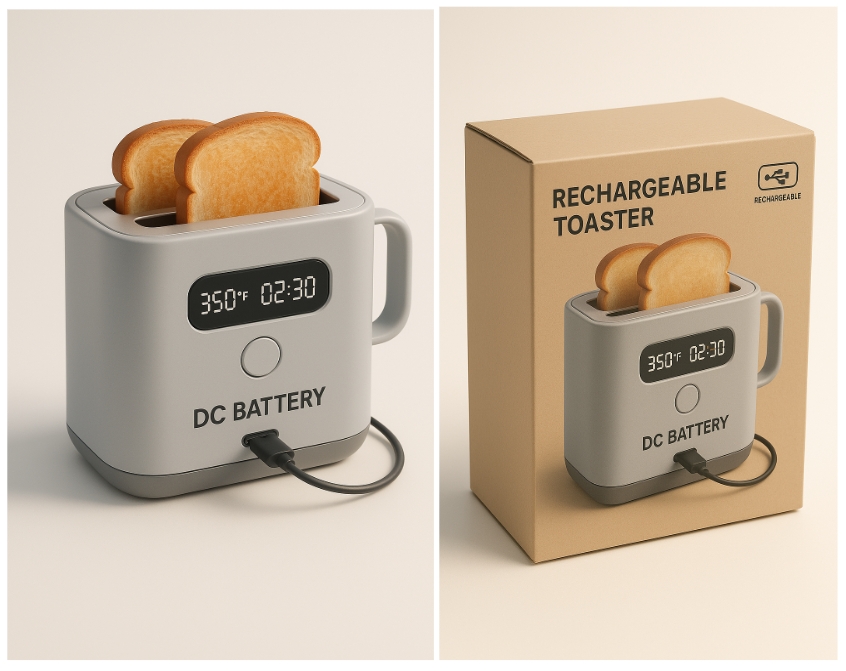 350°F 02:30
DC BATTERY
RECHARGEABLE
TOASTER
RECHARGEABLE
350°F 02:30
DC BATTERY